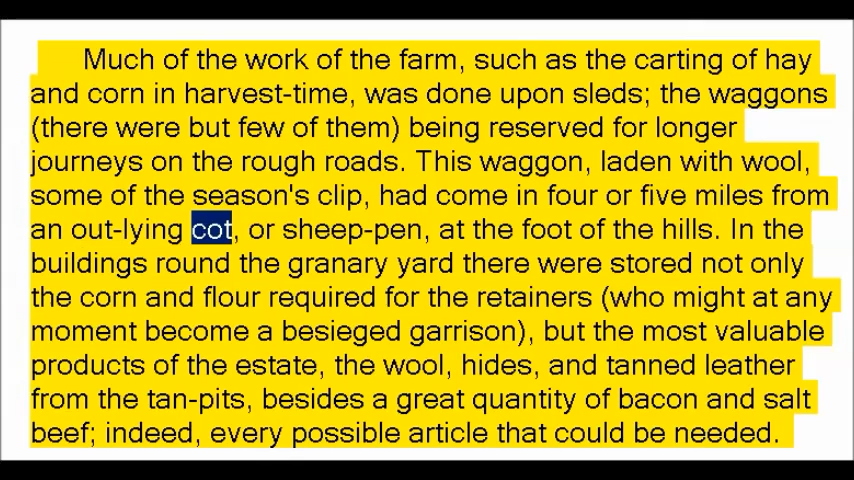 Much of the work of the farm, such as the carting of hay
and corn in harvest-time, was done upon sleds; the waggons
(there were but few of them) being reserved for longer
journeys on the rough roads. This waggon, laden with wool,
some of the season's clip, had come in four or five miles from
an out-lying cot, or sheep-pen, at the foot of the hills. In the
buildings round the granary yard there were stored not only
the corn and flour required for the retainers (who might at any
moment become a besieged garrison), but the most valuable
products of the estate, the wool, hides, and tanned leather
from the tan-pits, besides a great quantity of bacon and salt
beef; indeed, every possible article that could be needed.